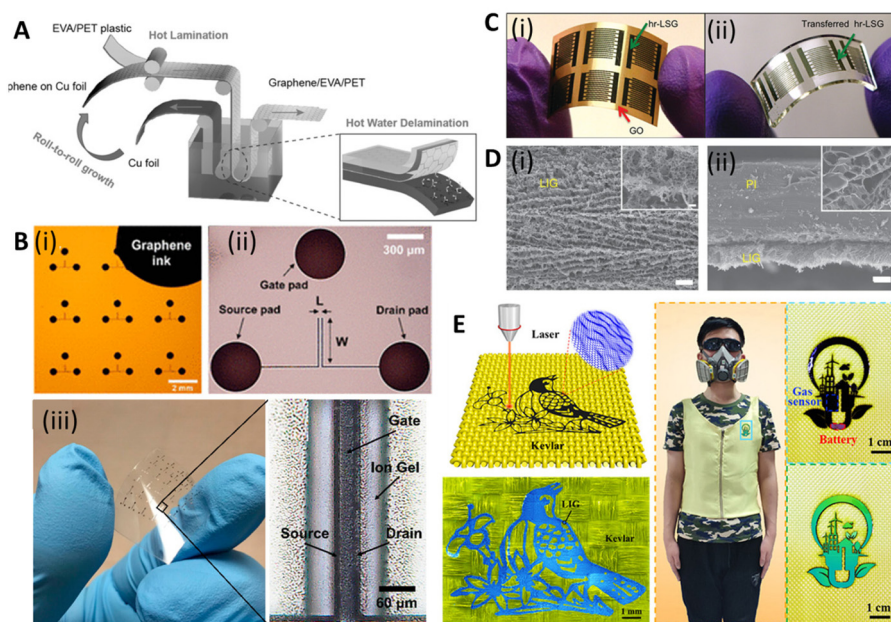 A
EVA/PET plastic
Hot Lamination
phene on Cu foil
Graphene/EVA/PET
Roll-to-roll growth
Cu foil
Hot Water Delamination
B
(i)
Graphene
ink
2 mm
(ii)
300 μm
Gate pad
L
Source pad
Drain pad
W
(iii)
Gate
Ion Gel
Source
Drain
60 μm
C
(i)
hr-LSG
GO
(ii)
Transferred hr-LSG
D
(i)
LIG
(ii)
PI
LIG
E
Laser
Kevlar
LIG
Kevlar
1 mm
Gas
sensor
Battery
1 cm
1 cm